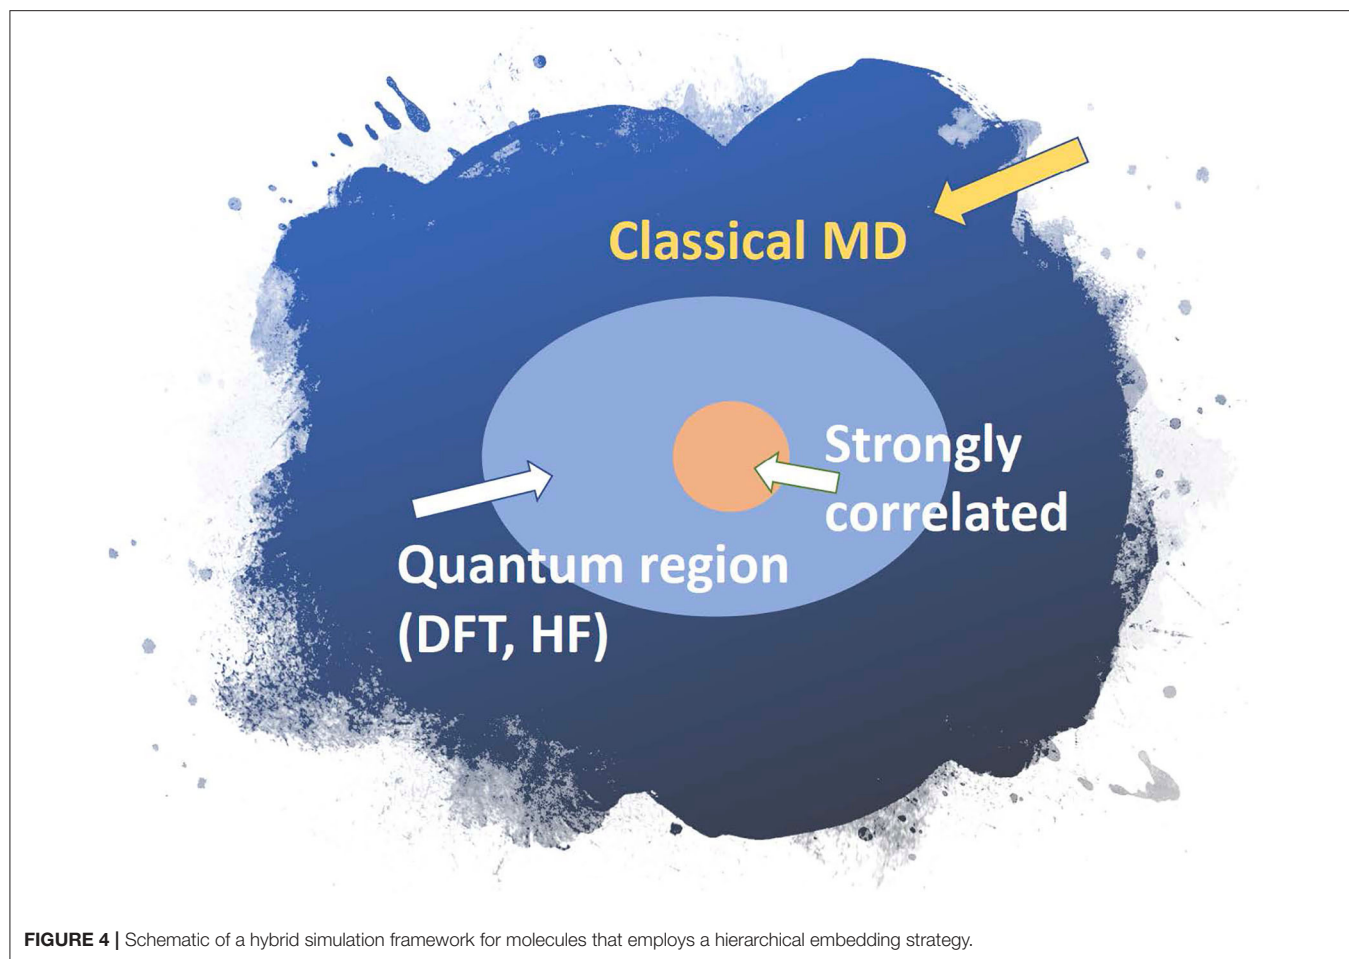 Classical MD
Strongly
correlated
Quantum region
(DFT, HF)
FIGURE 4 | Schematic of a hybrid simulation framework for molecules that employs a hierarchical embedding strategy.